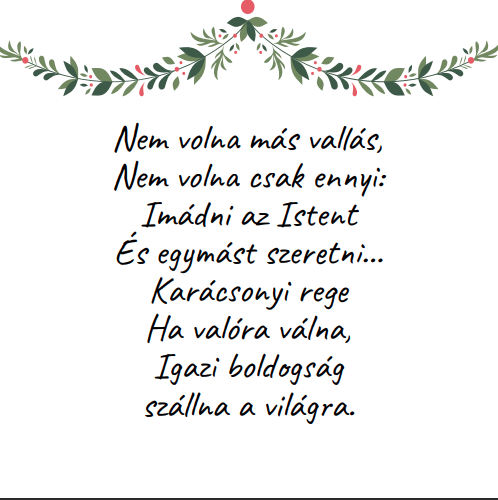 Nem volna más vallás,
Nem volna csak ennyi:
Imádni az Istent
És egymást szeretni...
Karácsonyi rege
Ha valóra válna,
Igazi boldogság
szállna a világra.